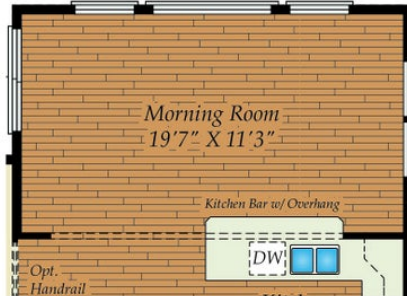 Morning Room
19'7" X 11'3"
Kitchen Bar w/ Overhang
DW
Opt.
Handrail